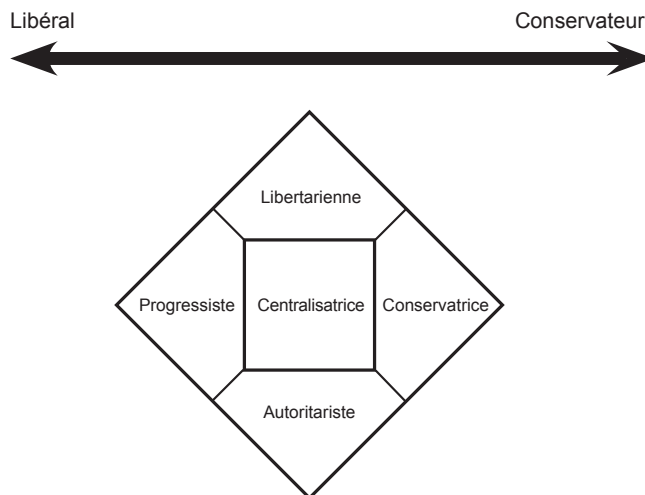 Libéral Conservateur
Libertarienne
Progressiste Centralisatrice Conservatrice
Autoritariste